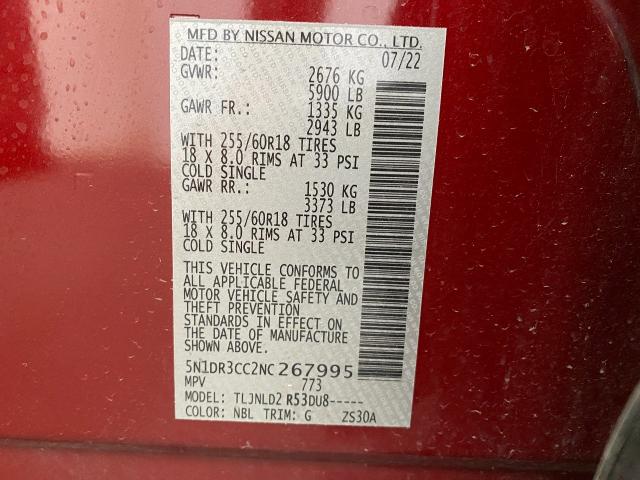 MFD BY NISSAN MOTOR CO., LTD.
DATE: 07/22
GVWR: 2676 KG
5900 LB
GAWR FR.: 1335 KG
2943 LB
WITH 255/60R18 TIRES
18 X 8.0 RIMS AT 33 PSI
COLD SINGLE
GAWR RR.: 1530 KG
3373 LB
WITH 255/60R18 TIRES
18 X 8.0 RIMS AT 33 PSI
COLD SINGLE
THIS VEHICLE CONFORMS TO
ALL APPLICABLE FEDERAL
MOTOR VEHICLE SAFETY AND
THEFT PREVENTION
STANDARDS IN EFFECT ON
THE DATE OF MANUFACTURE
SHOWN ABOVE.
5N1DR3CC2NC267995
MPV 773
MODEL: TLJNLD2 R53DU8-----
COLOR: NBL TRIM: G ZS30A